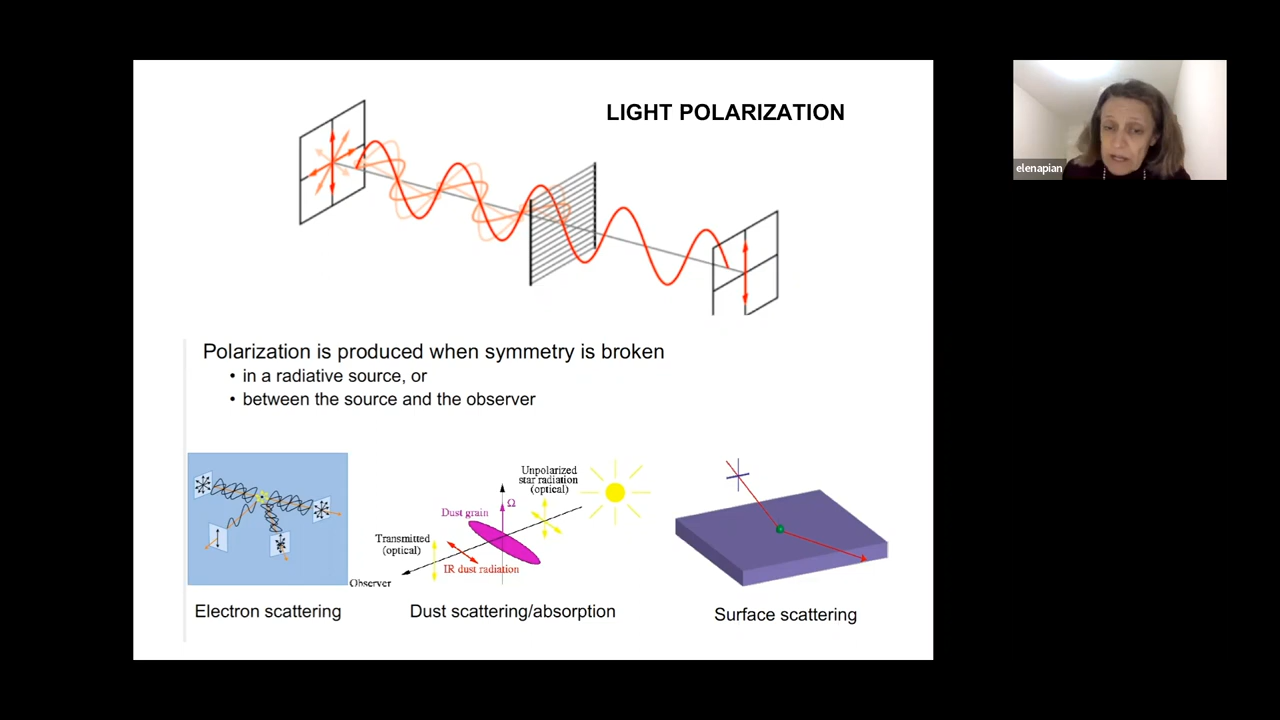 LIGHT POLARIZATION
elenapian
Polarization is produced when symmetry is broken
• in a radiative source, or
• between the source and the observer
Unpolarized
star radiation
(optical)
Ω
Dust grain
Transmitted
(optical)
IR dust radiation
Observer
Electron scattering
Dust scattering/absorption
Surface scattering